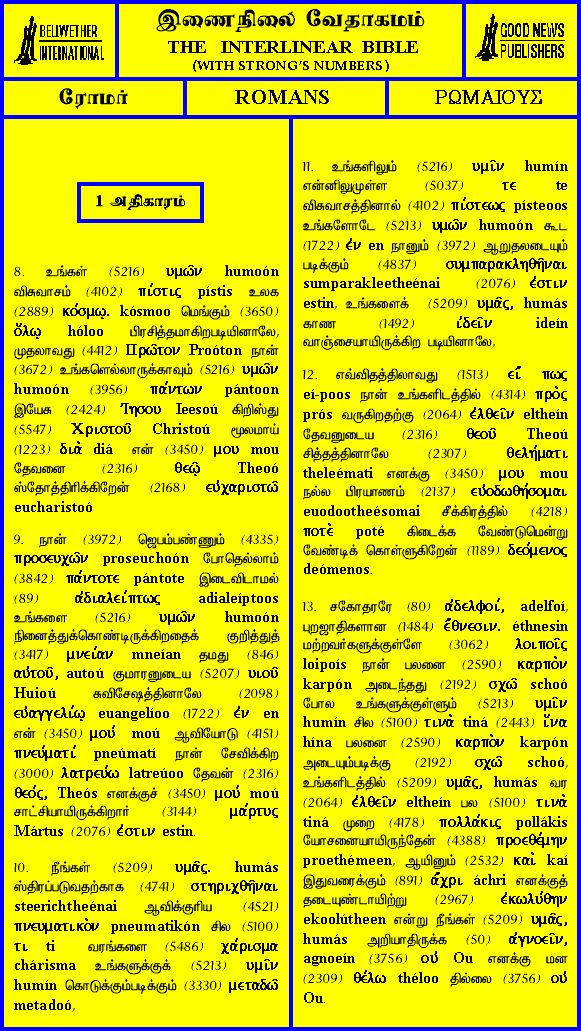 BELIWETHER
INTERNATIONAL
இணைநிலை வேதாகமம்
THE INTERLINEAR BIBLE
(WITH STRONG'S NUMBERS)
GOOD NEWS
PUBLISHERS
ரோமர்
ROMANS
ΡΩΜΑΙΟΥΣ
1 அதிகாரம்
8. உங்கள் (5216) υμῶν humoón
விசுவாசம் (4102) πίστις pístis உலக
(2889) κόσμῳ. kósmoo மெங்கும் (3650)
ὅλῳ hóloo பிரசித்தமாகிறபடியினாலே,
முதலாவது (4412) Πρῶτον Proóton நான்
(3672) உங்களெல்லாருக்காவும் (5216) υμῶν
humoón (3956) πάντων pántoon
இயேசு (2424) Ἰησου Ieesoú கிறிஸ்து
(5547) Χριστοῦ Christoú மூலமாய்
(1223) διὰ diá என் (3450) μου mou
தேவனை (2316) θεῷ Theoó
ஸ்தோத்திரிக்கிறேன் (2168) εὐχαριστῶ
eucharistoó
9. நான் (3972) ஜெபம்பண்ணும் (4335)
προσευχῶν proseuchoón போதெல்லாம்
(3842) πάντοτε pántote இடைவிடாமல்
(89) ἀδιαλείπτως adialeíptoos
உங்களை (5216) υμῶν humoón
நினைத்துக்கொண்டிருக்கிறதைக் குறித்துத்
(3417) μνείαν mneían தமது (846)
αὐτοῦ, autoú குமாரனுடைய (5207) υιοῦ
Huioú சுவிசேஷத்தினாலே (2098)
εὐαγγελίῳ euangelíoo (1722) ἐν en
என் (3450) μού moú ஆவியோடு (4151)
πνεύματί pneúmatí நான் சேவிக்கிற
(3000) λατρεύω latreúoo தேவன் (2316)
θεός, Theós எனக்குச் (3450) μού moú
சாட்சியாயிருக்கிறார் (3144) μάρτυς
Mártus (2076) ἐστιν estin.
10. நீங்கள் (5209) υμᾶς. humás
ஸ்திரப்படுவதற்காக (4741) στηριχθῆναι
steerichtheénai ஆவிக்குரிய (4521)
πνευματικὸν pneumatikón சில (5100)
τι ti வரங்களை (5486) χάρισμα
chárisma உங்களுக்குக் (5213) υμῖν
humín கொடுக்கும்படிக்கும் (3330) μεταδῶ
metadoó,
11. உங்களிலும் (5216) υμῖν humín
என்னிலுமுள்ள (5037) τε te
விசுவாசத்தினால் (4102) πίστεως písteoos
உங்களோடே (5213) υμῶν humoón கூட
(1722) ἐν en நானும் (3972) ஆறுதலடையும்
படிக்கும் (4837) συμπαρακληθῆναι
sumparakleetheénai (2076) ἐστιν
estin, உங்களைக் (5209) υμᾶς, humás
காண (1492) ἰδεῖν ideín
வாஞ்சையாயிருக்கிற படியினாலே,
12. எவ்விதத்திலாவது (1513) εἴ πως
eí-poos நான் உங்களிடத்தில் (4314) πρὸς
prós வருகிறதற்கு (2064) ἐλθεῖν eltheín
தேவனுடைய (2316) θεοῦ Theoú
சித்தத்தினாலே (2307) θελήματι
theleémati எனக்கு (3450) μου mou
நல்ல பிரயாணம் (2137) εὐοδωθήσομαι
euodootheésomai சீக்கிரத்தில் (4218)
ποτὲ poté கிடைக்க வேண்டுமென்று
வேண்டிக் கொள்ளுகிறேன் (1189) δεόμενος
deómenos.
13. சகோதரரே (80) ἀδελφοί, adelfoí,
புறஜாதிகளான (1484) ἔθνεσιν. éthnesin
மற்றவர்களுக்குள்ளே (3062) λοιποῖς
loipoís நான் பலனை (2590) καρπὸν
karpón அடைந்தது (2192) σχῶ schoó
போல உங்களுக்குள்ளும் (5213) υμῖν
humín சில (5100) τινὰ tiná (2443) ἵνα
hína பலனை (2590) καρπὸν karpón
அடையும்படிக்கு (2192) σχῶ schoó,
உங்களிடத்தில் (5209) υμᾶς, humás வர
(2064) ἐλθεῖν eltheín பல (5100) τινὰ
tiná முறை (4178) πολλάκις pollákis
யோசனையாயிருந்தேன் (4388) προεθέμην
proethémeen, ஆயினும் (2532) καὶ kaí
இதுவரைக்கும் (891) ἄχρι áchri எனக்குத்
தடையுண்டாயிற்று (2967) ἐκωλύθην
ekoolútheen என்று நீங்கள் (5209) υμᾶς,
humás அறியாதிருக்க (50) ἀγνοεῖν,
agnoeín (3756) οὐ Ou எனக்கு மன
(2309) θέλω théloo தில்லை (3756) οὐ
Ou.